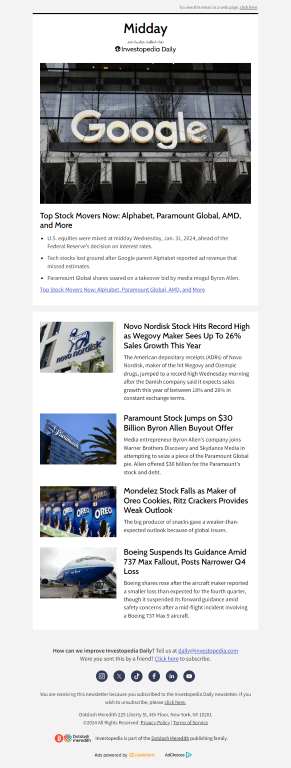 To view this email as a web page, click here.
Midday
Investopedia Daily
Google
Top Stock Movers Now: Alphabet, Paramount Global, AMD,
and More
U.S. equities were mixed at midday Wednesday, Jan. 31, 2024, ahead of the
Federal Reserve's decision on interest rates.
Tech stocks lost ground after Google parent Alphabet reported ad revenue that
missed estimates.
Paramount Global shares soared on a takeover bid by media mogul Byron Allen.
Top Stock Movers Now: Alphabet, Paramount Global, AMD, and More
novo nordisk
Novo Nordisk Stock Hits Record High
as Wegovy Maker Sees Up To 26%
Sales Growth This Year
The American depositary receipts (ADRs) of Novo
Nordisk, maker of the hit Wegovy and Ozempic
drugs, jumped to a record high Wednesday morning
after the Danish company said it expects sales
growth this year of between 18% and 26% in
constant exchange terms.
Paramount
Paramount Stock Jumps on $30
Billion Byron Allen Buyout Offer
Media entrepreneur Byron Allen's company joins
Warner Brothers Discovery and Skydance Media in
attempting to seize a piece of the Paramount Global
pie. Allen offered $30 billion for the Paramount's
stock and debt.
OREO
OREO
Mondelez Stock Falls as Maker of
Oreo Cookies, Ritz Crackers Provides
Weak Outlook
The big producer of snacks gave a weaker-than-
expected outlook because of global issues.
Boeing Suspends Its Guidance Amid
737 Max Fallout, Posts Narrower Q4
Loss
Boeing shares rose after the aircraft maker reported
a smaller loss than expected for the fourth quarter,
though it suspended its forward guidance amid
safety concerns after a mid-flight incident involving
a Boeing 737 Max 9 aircraft.
How can we improve Investopedia Daily? Tell us at daily@investopedia.com
Were you sent this by a friend? Click here to subscribe.
You are receiving this newsletter because you subscribed to the Investopedia Daily newsletter. If you
wish to unsubscribe, please click here.
Dotdash Meredith 225 Liberty St, 4th Floor, New York, NY 10281
©2024 All Rights Reserved. Privacy Policy | Terms of Service
Dotdash
Meredith
Investopedia is part of the Dotdash Meredith publishing family.
Ads powered by LiveIntent
AdChoices